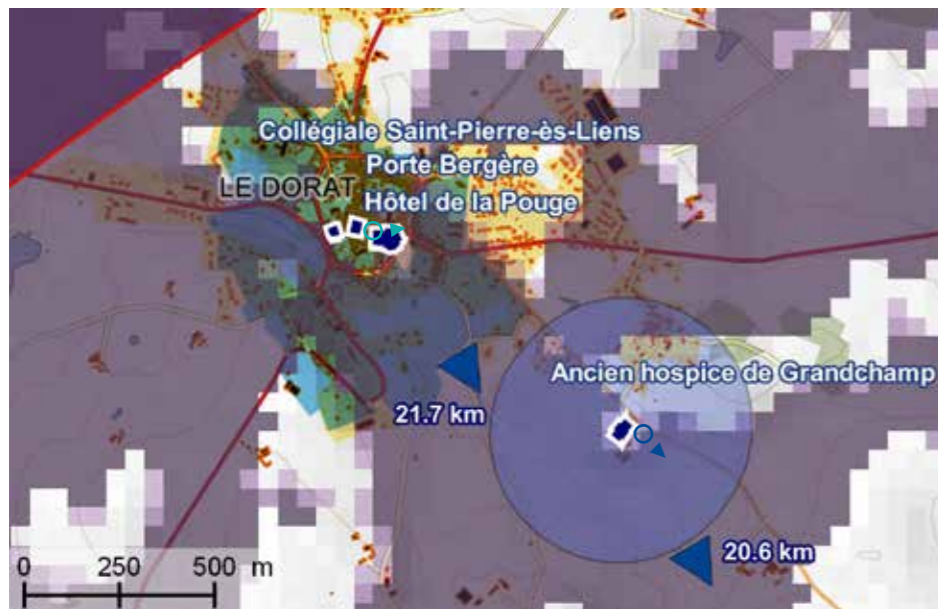 Collégiale Saint-Pierre-ès-Liens
Porte Bergère
LE DORAT
Hôtel de la Pouge
Ancien hospice de Grandchamp
21.7 km
20.6 km
0 250 500 m